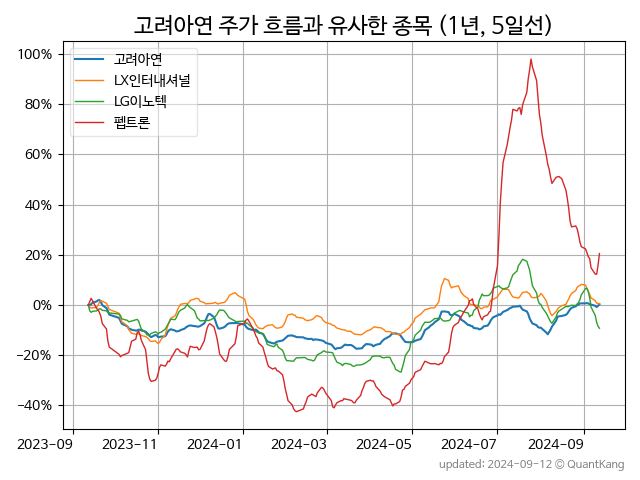 고려아연 주가 흐름과 유사한 종목 (1년, 5일선)
고려아연
LX인터내셔널
LG이노텍
펩트론
100%
80%
60%
40%
20%
0%
−20%
−40%
2023-09 2023-11 2024-01 2024-03 2024-05 2024-07 2024-09
updated: 2024-09-12 © QuantKang